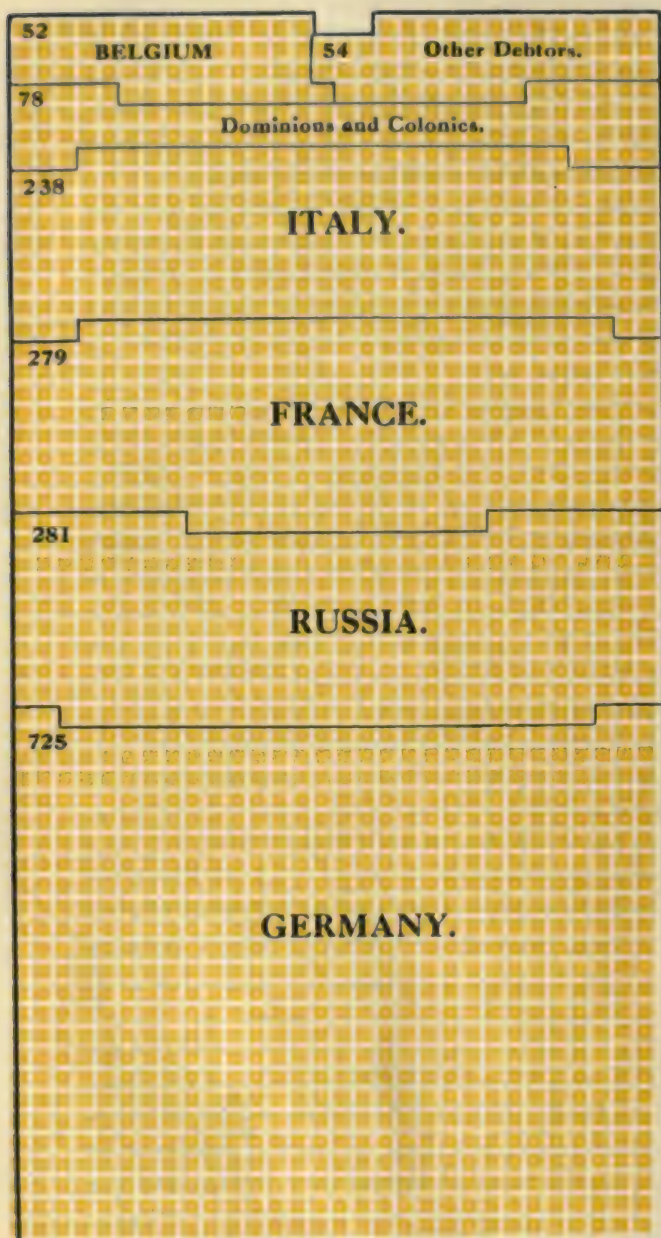 52
BELGIUM
54
Other Debtors.
78
Dominions and Colonies.
238
ITALY.
279
FRANCE.
281
RUSSIA.
725
GERMANY.